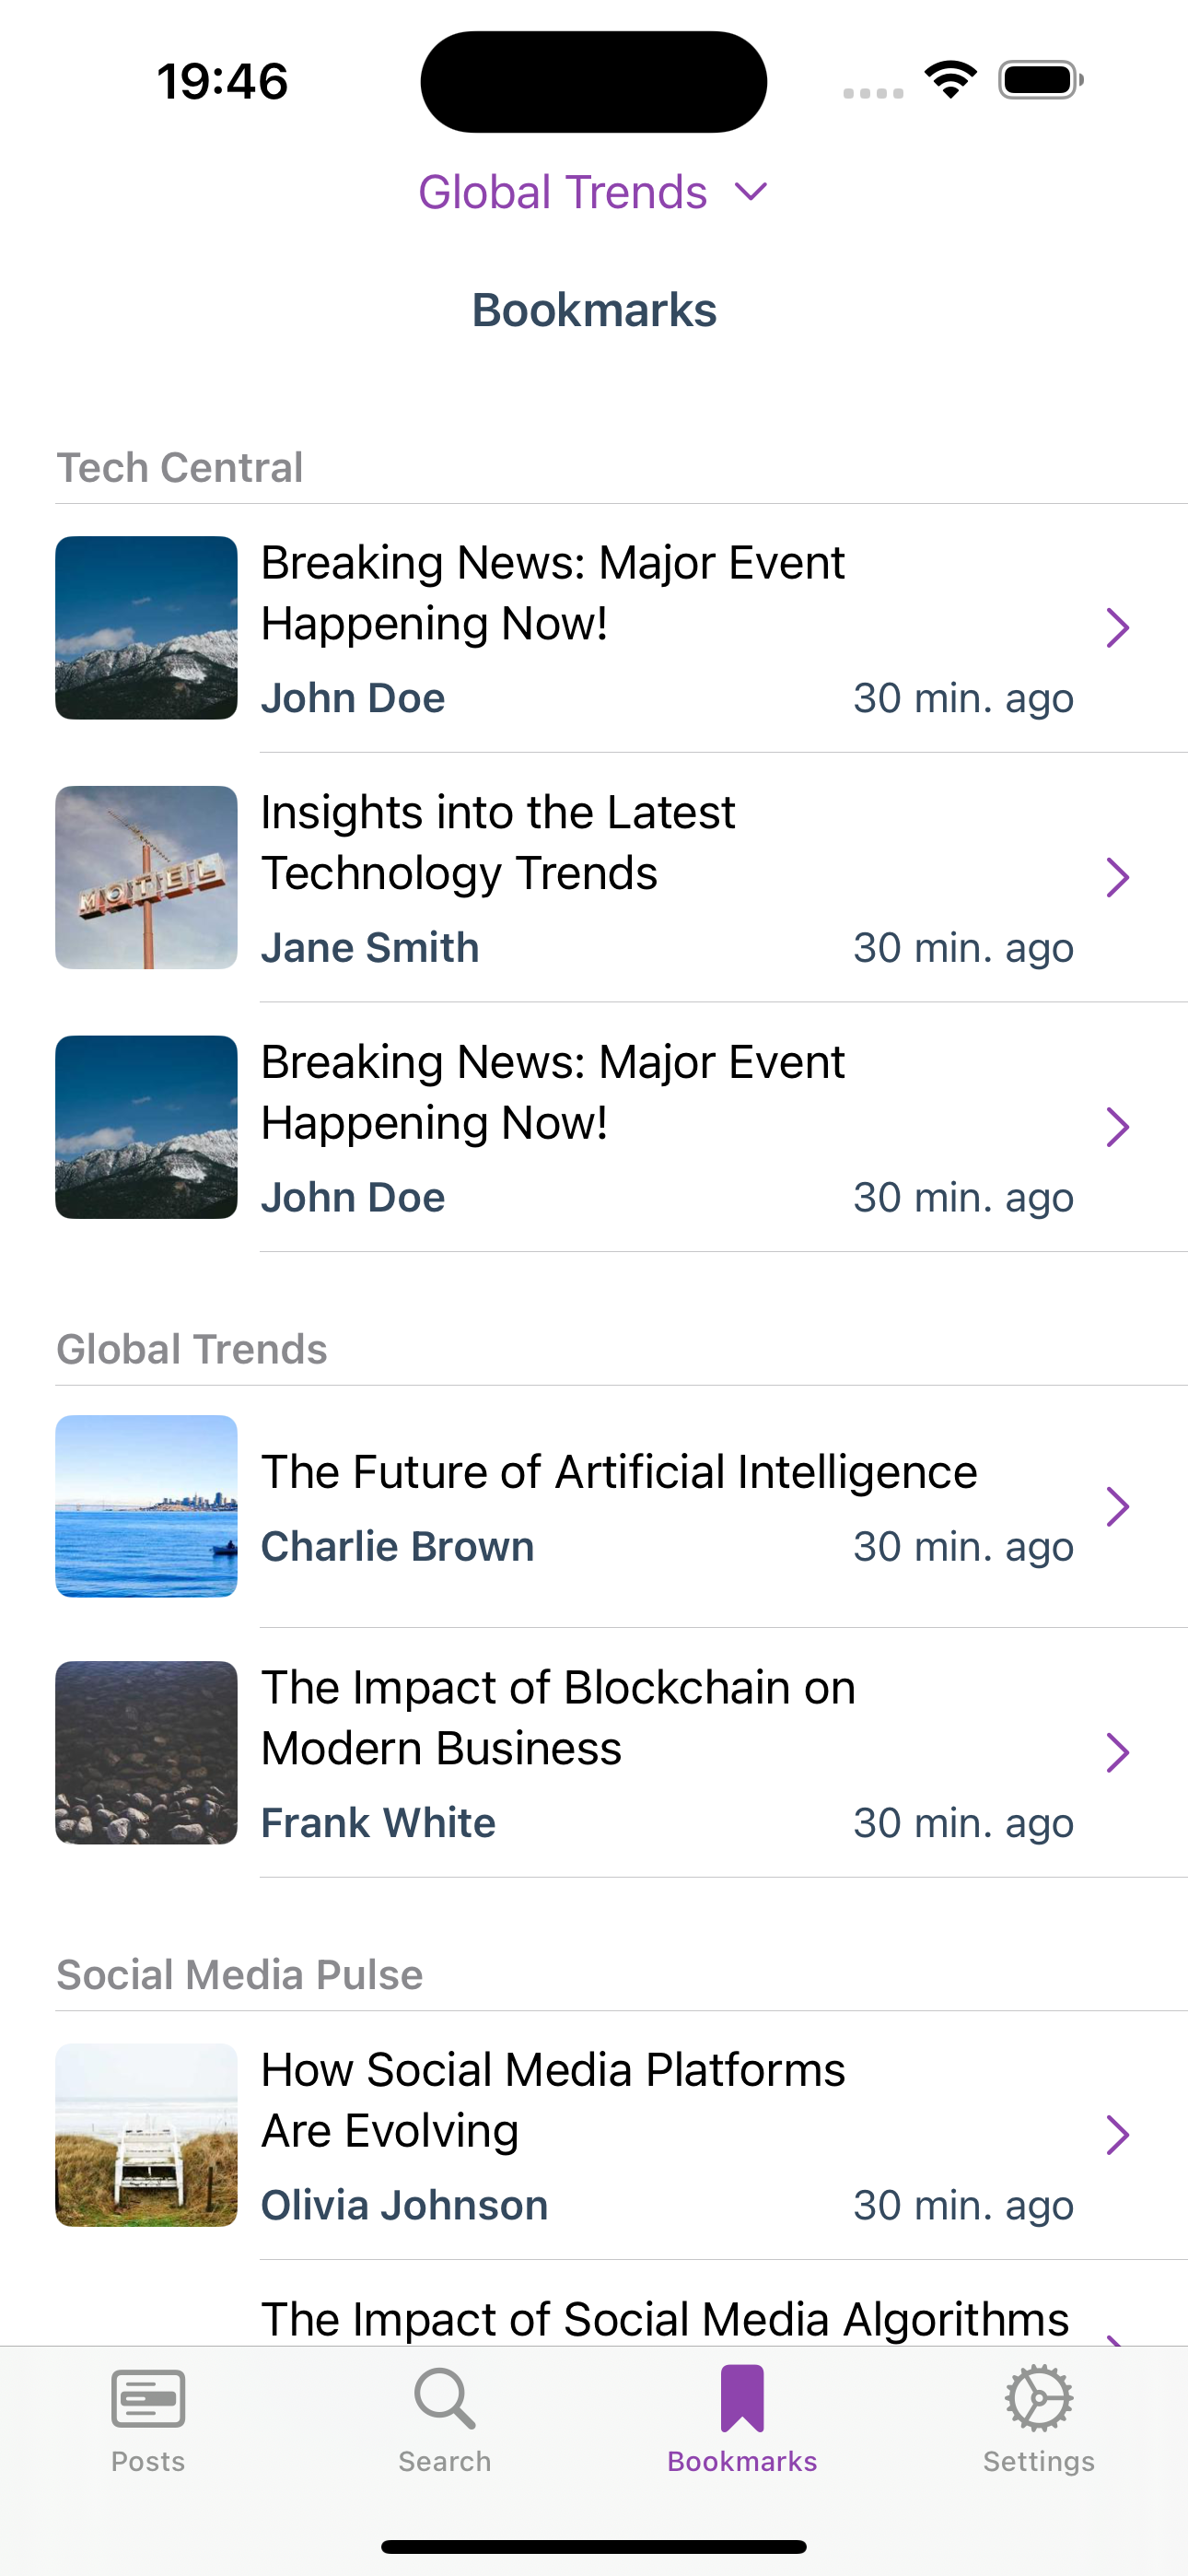 19:46
Global Trends
Bookmarks
Tech Central
Breaking News: Major Event
Happening Now!
John Doe 30 min. ago
MOTEL
Insights into the Latest
Technology Trends
Jane Smith 30 min. ago
Breaking News: Major Event
Happening Now!
John Doe 30 min. ago
Global Trends
The Future of Artificial Intelligence
Charlie Brown 30 min. ago
The Impact of Blockchain on
Modern Business
Frank White 30 min. ago
Social Media Pulse
How Social Media Platforms
Are Evolving
Olivia Johnson 30 min. ago
The Impact of Social Media Algorithms
Posts Search Bookmarks Settings